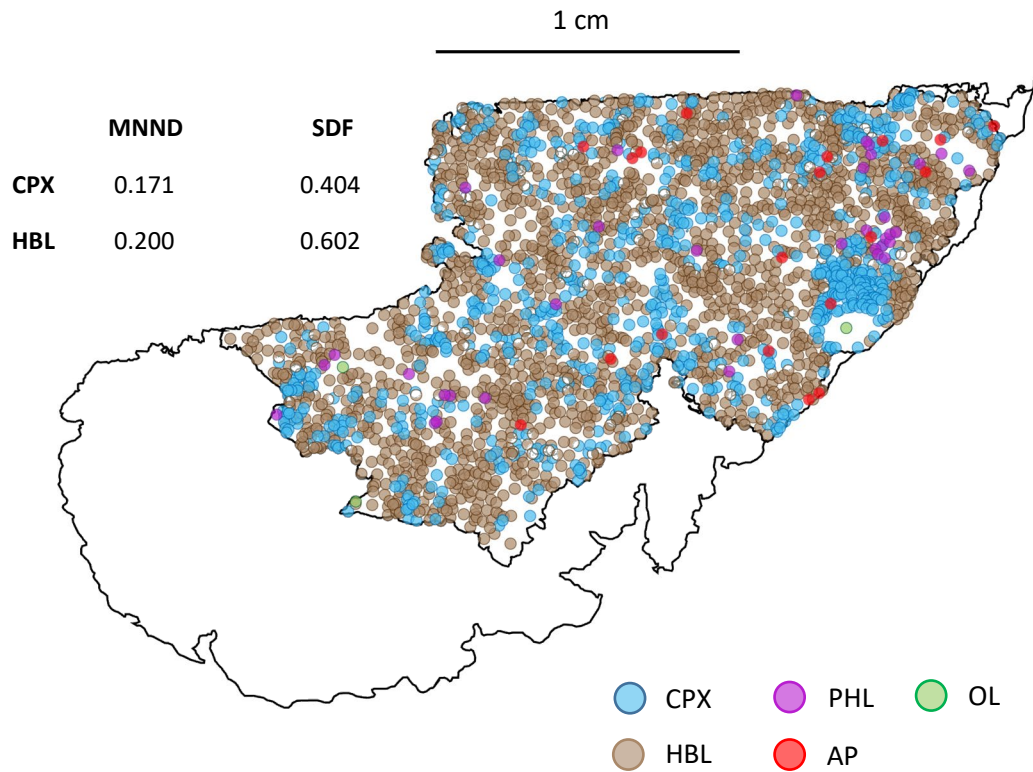 1 cm
MNND SDF
CPX 0.171 0.404
HBL 0.200 0.602
CPX PHL OL
HBL AP